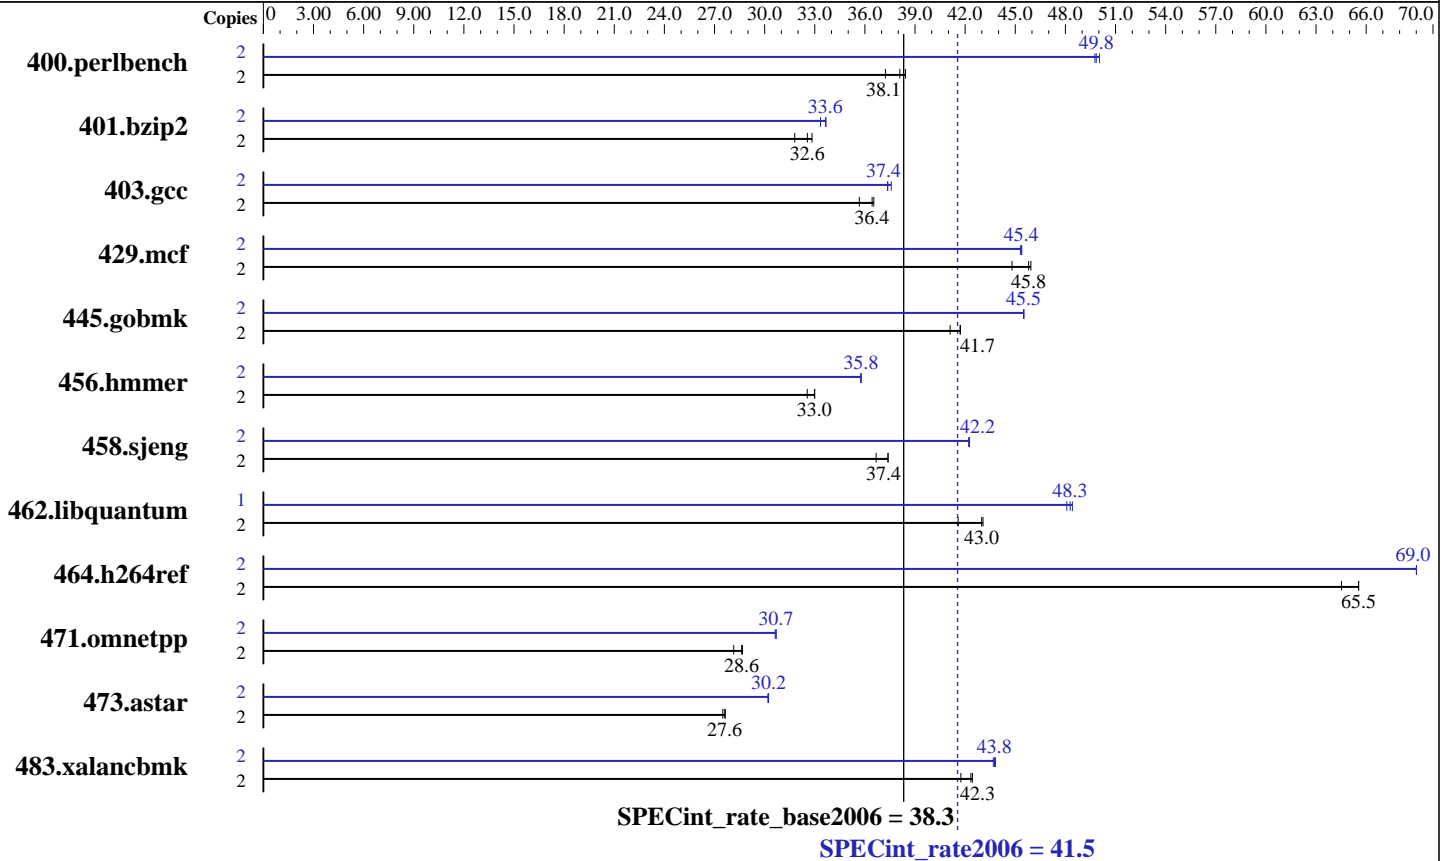 Copies 0 3.00 6.00 9.00 12.0 15.0 18.0 21.0 24.0 27.0 30.0 33.0 36.0 39.0 42.0 45.0 48.0 51.0 54.0 57.0 60.0 63.0 66.0 70.0
400.perlbench 2 49.8
2 38.1
401.bzip2 2 33.6
2 32.6
403.gcc 2 37.4
2 36.4
429.mcf 2 45.4
2 45.8
445.gobmk 2 45.5
2 41.7
456.hmmer 2 35.8
2 33.0
458.sjeng 2 42.2
2 37.4
462.libquantum 1 48.3
2 43.0
464.h264ref 2 69.0
2 65.5
471.omnetpp 2 30.7
2 28.6
473.astar 2 30.2
2 27.6
483.xalancbmk 2 43.8
2 42.3
SPECint_rate_base2006 = 38.3
SPECint_rate2006 = 41.5